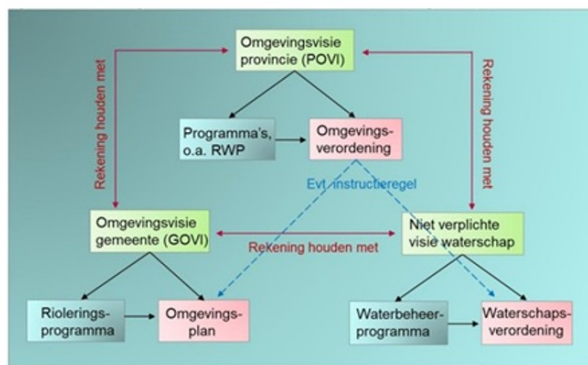 Omgevingsvisie
provincie (POVI)
Rekening houden met
Rekening houden met
Programma's,
o.a. RWP
Omgevings-
verordening
Evt instructieregel
Omgevingsvisie
gemeente (GOVI)
Rekening houden met
Niet verplichte
visie waterschap
Riolerings-
programma
Omgevings-
plan
Waterbeheer-
programma
Waterschaps-
verordening